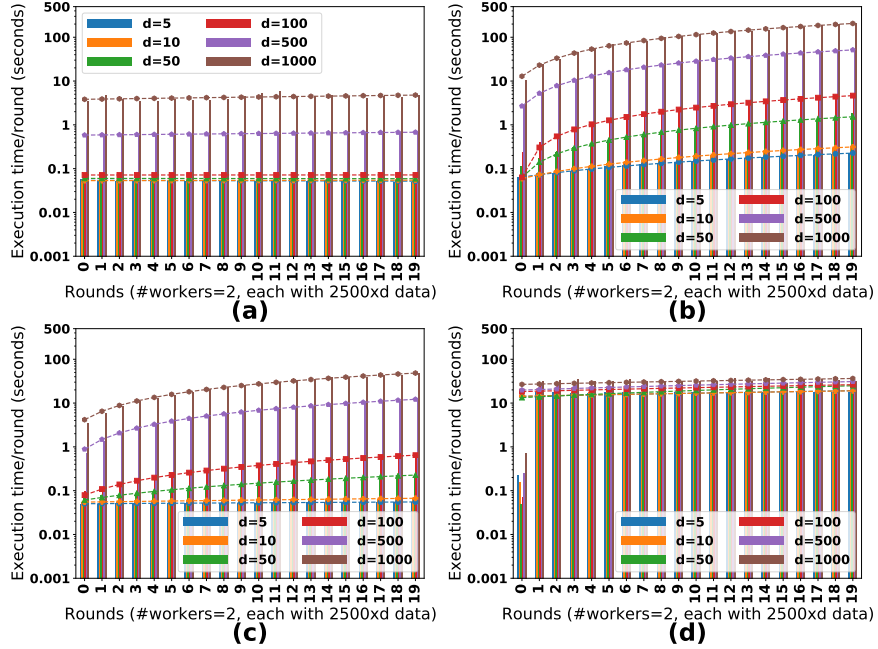 Execution time/round (seconds)
500
100
10
1
0.1
0.01
0.001
d=5
d=10
d=50
d=100
d=500
d=1000
0 1 2 3 4 5 6 7 8 9 10 11 12 13 14 15 16 17 18 19
Rounds (#workers=2, each with 2500xd data)
(a)
Execution time/round (seconds)
500
100
10
1
0.1
0.01
0.001
d=5
d=10
d=50
d=100
d=500
d=1000
0 1 2 3 4 5 6 7 8 9 10 11 12 13 14 15 16 17 18 19
Rounds (#workers=2, each with 2500xd data)
(b)
Execution time/round (seconds)
500
100
10
1
0.1
0.01
0.001
d=5
d=10
d=50
d=100
d=500
d=1000
0 1 2 3 4 5 6 7 8 9 10 11 12 13 14 15 16 17 18 19
Rounds (#workers=2, each with 2500xd data)
(c)
Execution time/round (seconds)
500
100
10
1
0.1
0.01
0.001
d=5
d=10
d=50
d=100
d=500
d=1000
0 1 2 3 4 5 6 7 8 9 10 11 12 13 14 15 16 17 18 19
Rounds (#workers=2, each with 2500xd data)
(d)